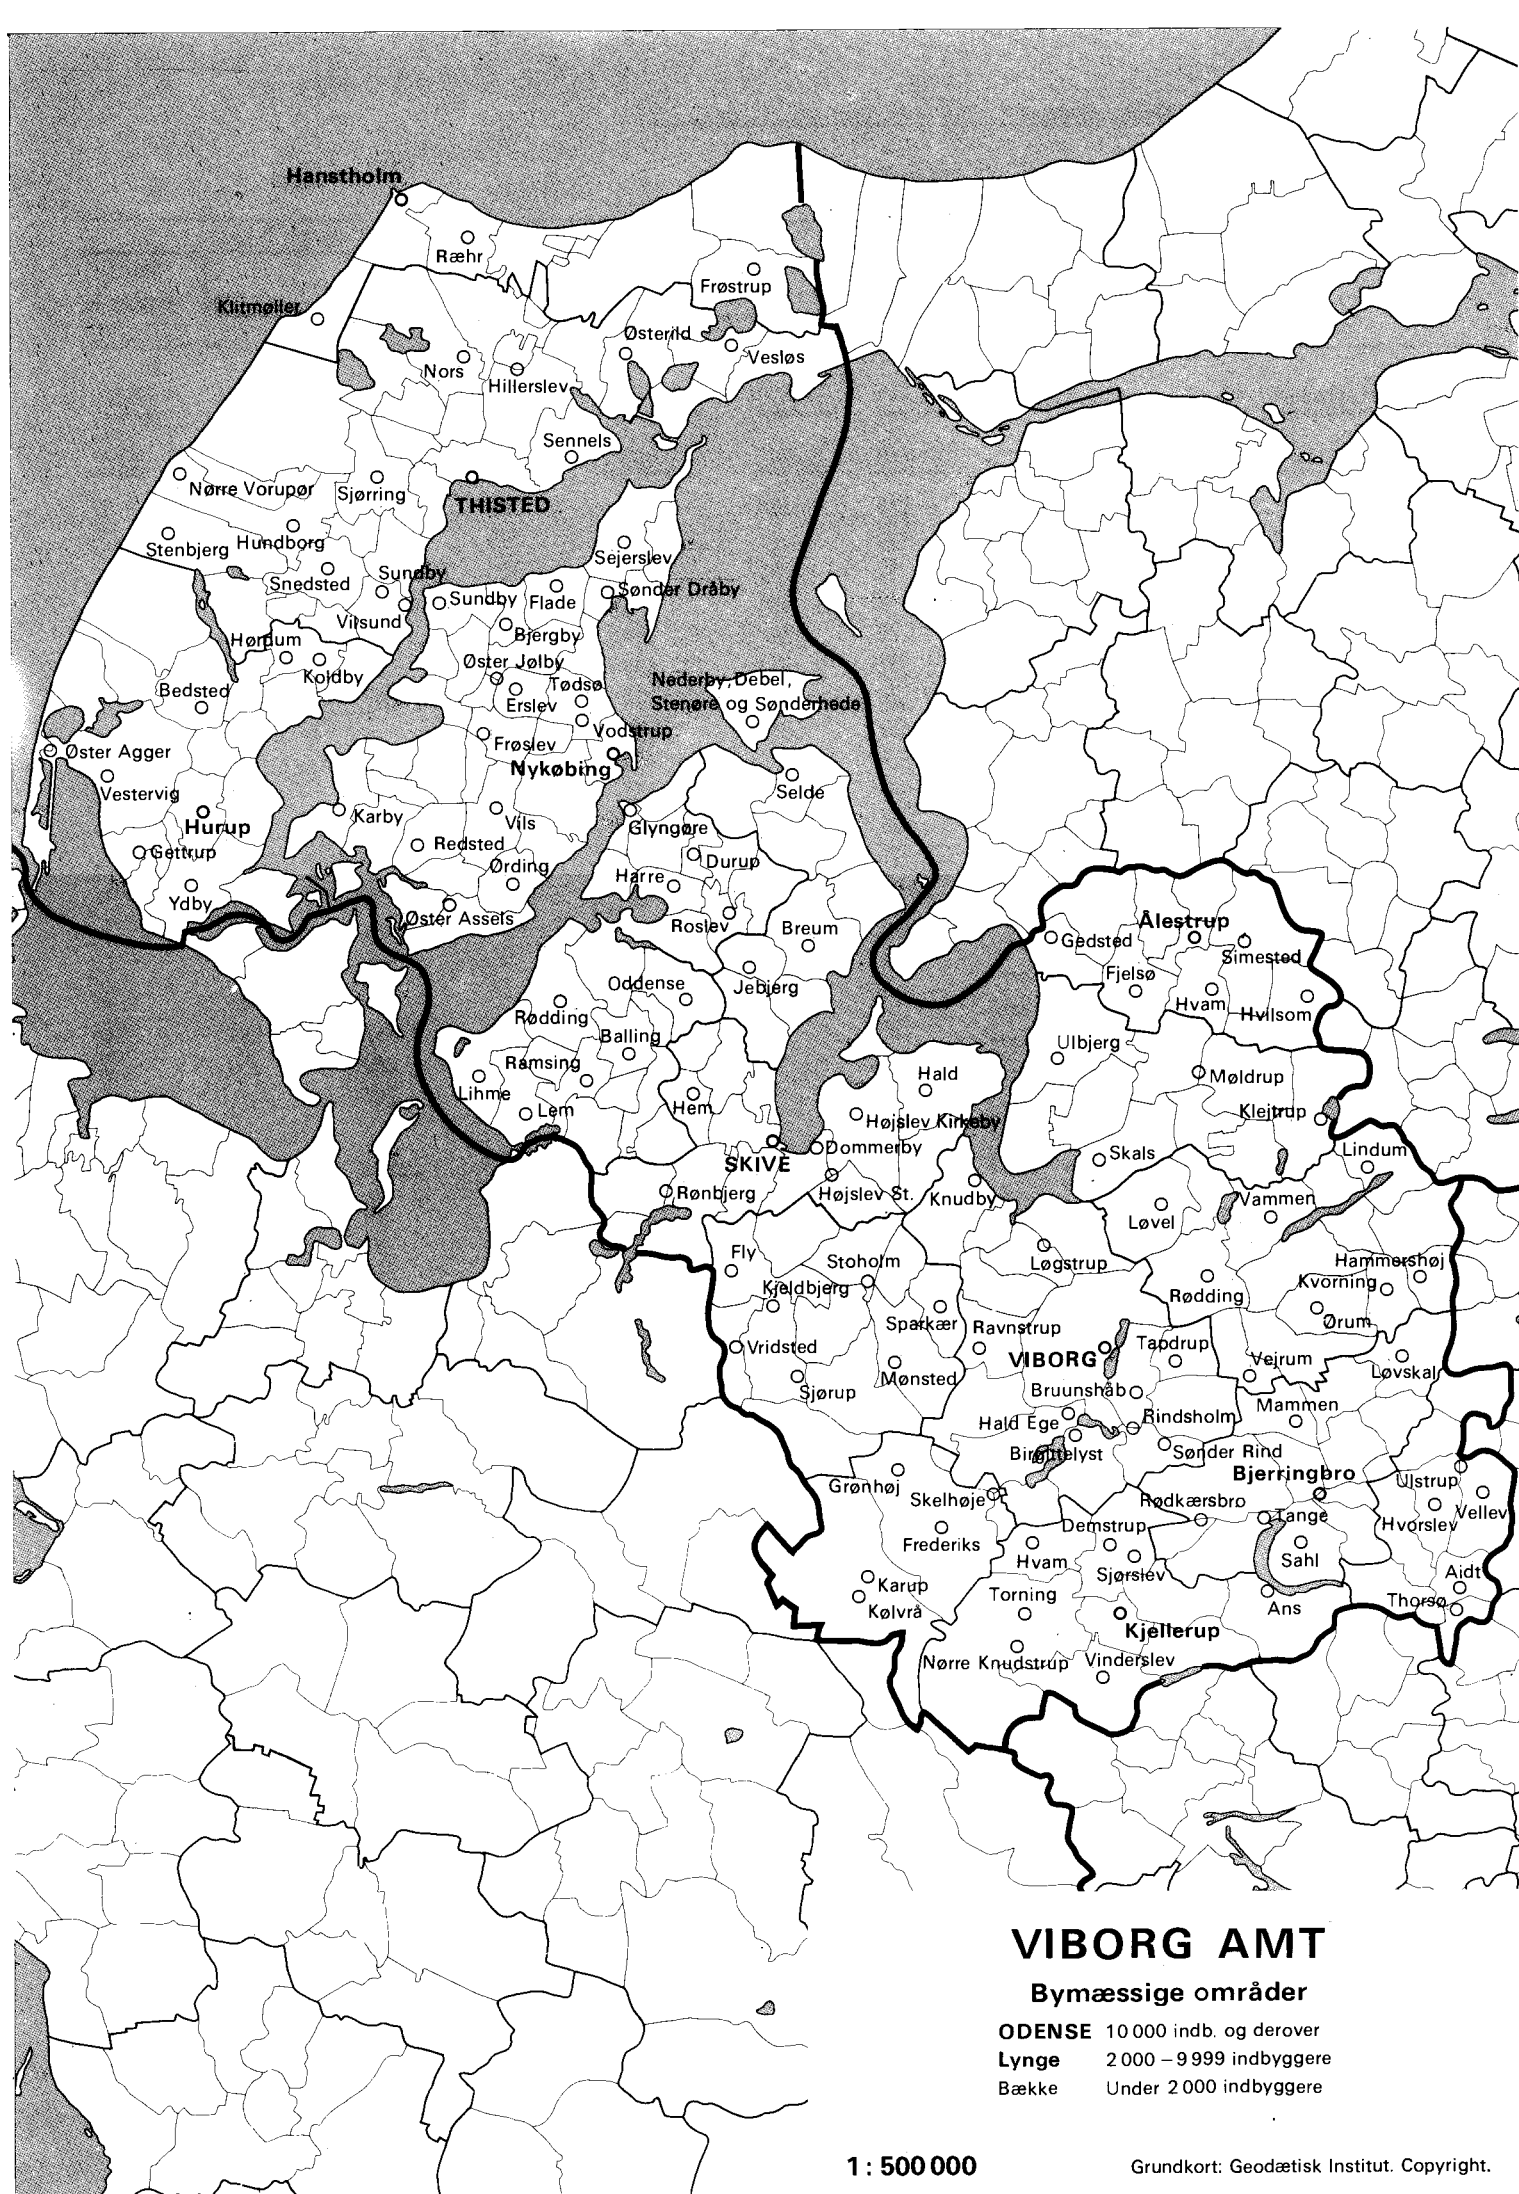 Hanstholm
Ræhr
Frøstrup
Klitmøller
Østerild
Vesløs
Nors
Hillerslev
Sennels
Nørre Vorupør
Sjørring
THISTED
Stenbjerg
Hundborg
Sejerslev
Snedsted
Sundby
Sundby
Flade
Sønder Dråby
Vilsund
Bjergby
Hørdum
Koldby
Øster Jølby
Tødsø
Nederby, Debel,
Stenøre og Sønderhede
Bedsted
Erslev
Vodstrup
Frøslev
Øster Agger
Nykøbing
Vestervig
Selde
Hurup
Karby
Vils
Glyngøre
Gettrup
Redsted
Durup
Ørding
Harre
Ydby
Øster Assels
Roslev
Breum
Ålestrup
Gedsted
Simested
Fjelsø
Oddense
Jebjerg
Hvam
Hvilsom
Rødding
Balling
Ulbjerg
Ramsing
Hald
Møldrup
Lihme
Lem
Hem
Højslev Kirkeby
Klejtrup
Dommerby
Skals
Lindum
SKIVE
Rønbjerg
Højslev St.
Knudby
Vammen
Løvel
Fly
Stoholm
Løgstrup
Hammershøj
Kjeldbjerg
Kvorning
Rødding
Sparkær
Ravnstrup
Ørum
Vridsted
VIBORG
Tapdrup
Vejrum
Løvskal
Mønsted
Sjørup
Bruunshåb
Mammen
Hald Ege
Rindsholm
Birgittelyst
Sønder Rind
Bjerringbro
Grønhøj
Ulstrup
Skelhøje
Rødkærsbro
Vellev
Tange
Hvorslev
Demstrup
Frederiks
Hvam
Sahl
Sjørslev
Aidt
Karup
Torning
Kølvrå
Ans
Thorsø
Kjellerup
Nørre Knudstrup
Vinderslev
VIBORG AMT
Bymæssige områder
ODENSE 10 000 indb. og derover
Lynge 2 000 – 9 999 indbyggere
Bække Under 2 000 indbyggere
1 : 500 000
Grundkort: Geodætisk Institut. Copyright.